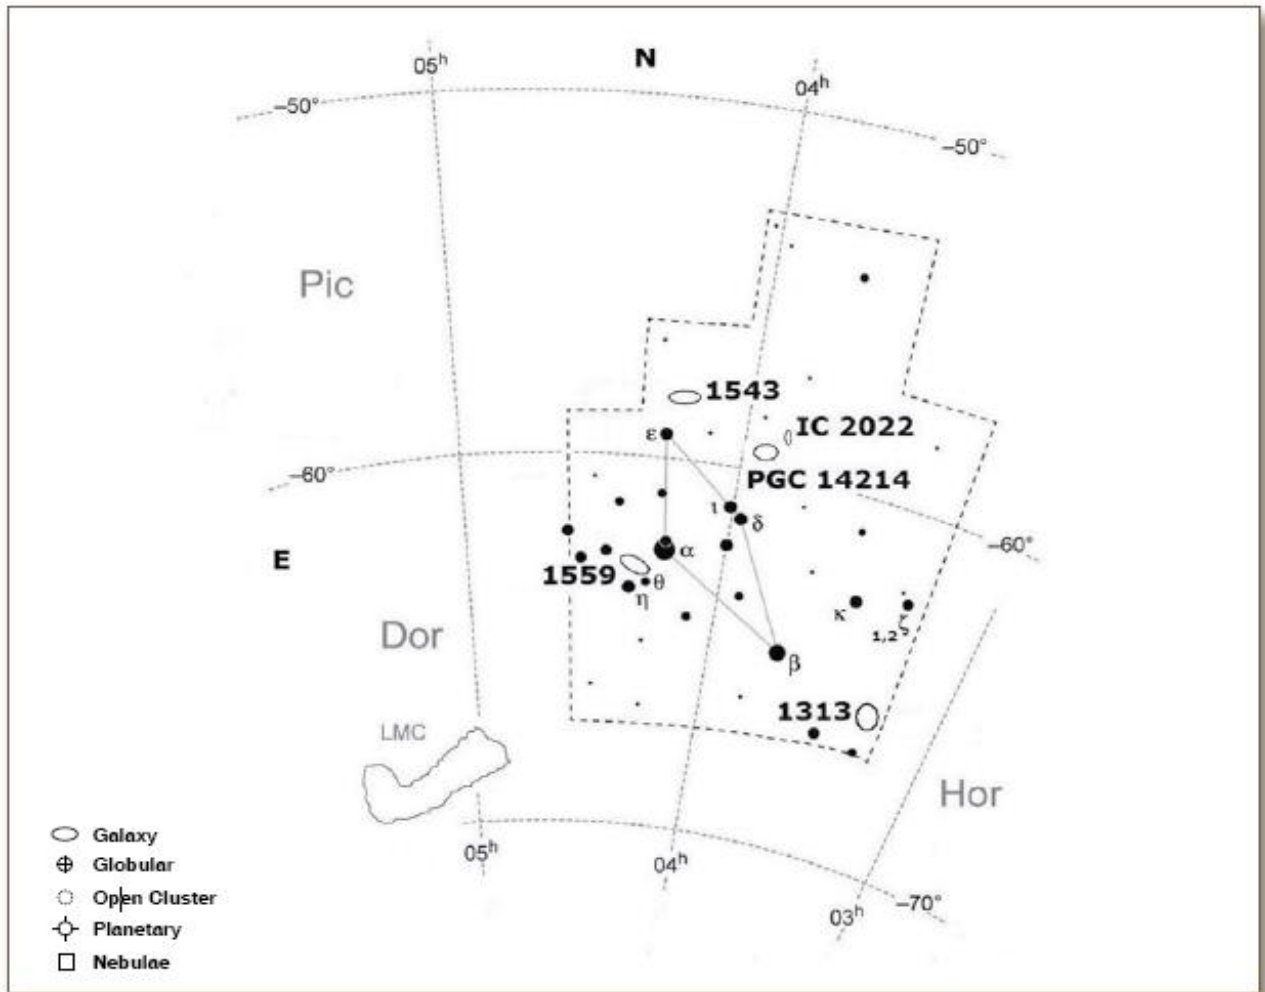 N
05ʰ
04ʰ
–50°
–50°
Pic
1543
ε
IC 2022
–60°
PGC 14214
ι
δ
α
–60°
E
1559
θ
η
κ
ζ
1,2
Dor
β
1313
LMC
Hor
Galaxy
05ʰ
Globular
04ʰ
Open Cluster
–70°
03ʰ
Planetary
Nebulae